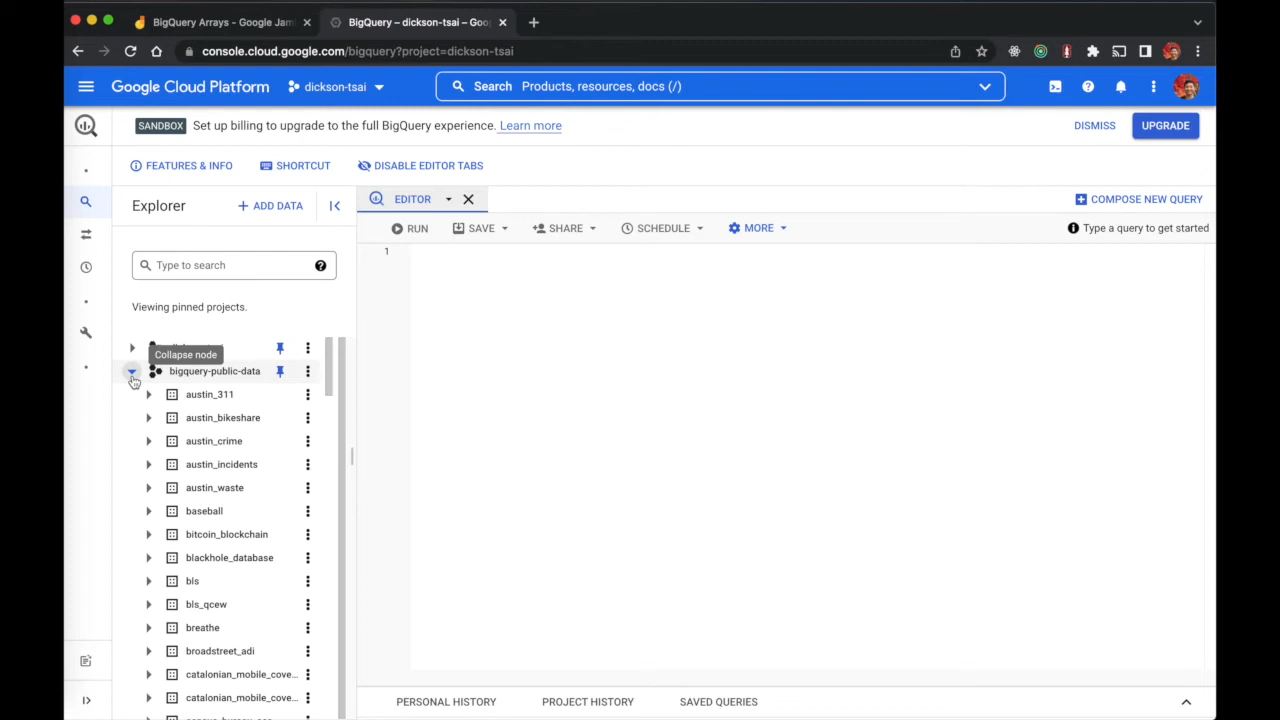 BigQuery Arrays - Google Jam
BigQuery – dickson-tsai – Goo
console.cloud.google.com/bigquery?project=dickson-tsai
Google Cloud Platform
dickson-tsai
Search Products, resources, docs (/)
SANDBOX Set up billing to upgrade to the full BigQuery experience. Learn more
DISMISS
UPGRADE
FEATURES & INFO
SHORTCUT
DISABLE EDITOR TABS
Explorer
+ ADD DATA
EDITOR
COMPOSE NEW QUERY
RUN
SAVE
SHARE
SCHEDULE
MORE
Type a query to get started
1
Type to search
Viewing pinned projects.
Collapse node
bigquery-public-data
austin_311
austin_bikeshare
austin_crime
austin_incidents
austin_waste
baseball
bitcoin_blockchain
blackhole_database
bls
bls_qcew
breathe
broadstreet_adi
catalonian_mobile_cove...
catalonian_mobile_cove...
PERSONAL HISTORY
PROJECT HISTORY
SAVED QUERIES